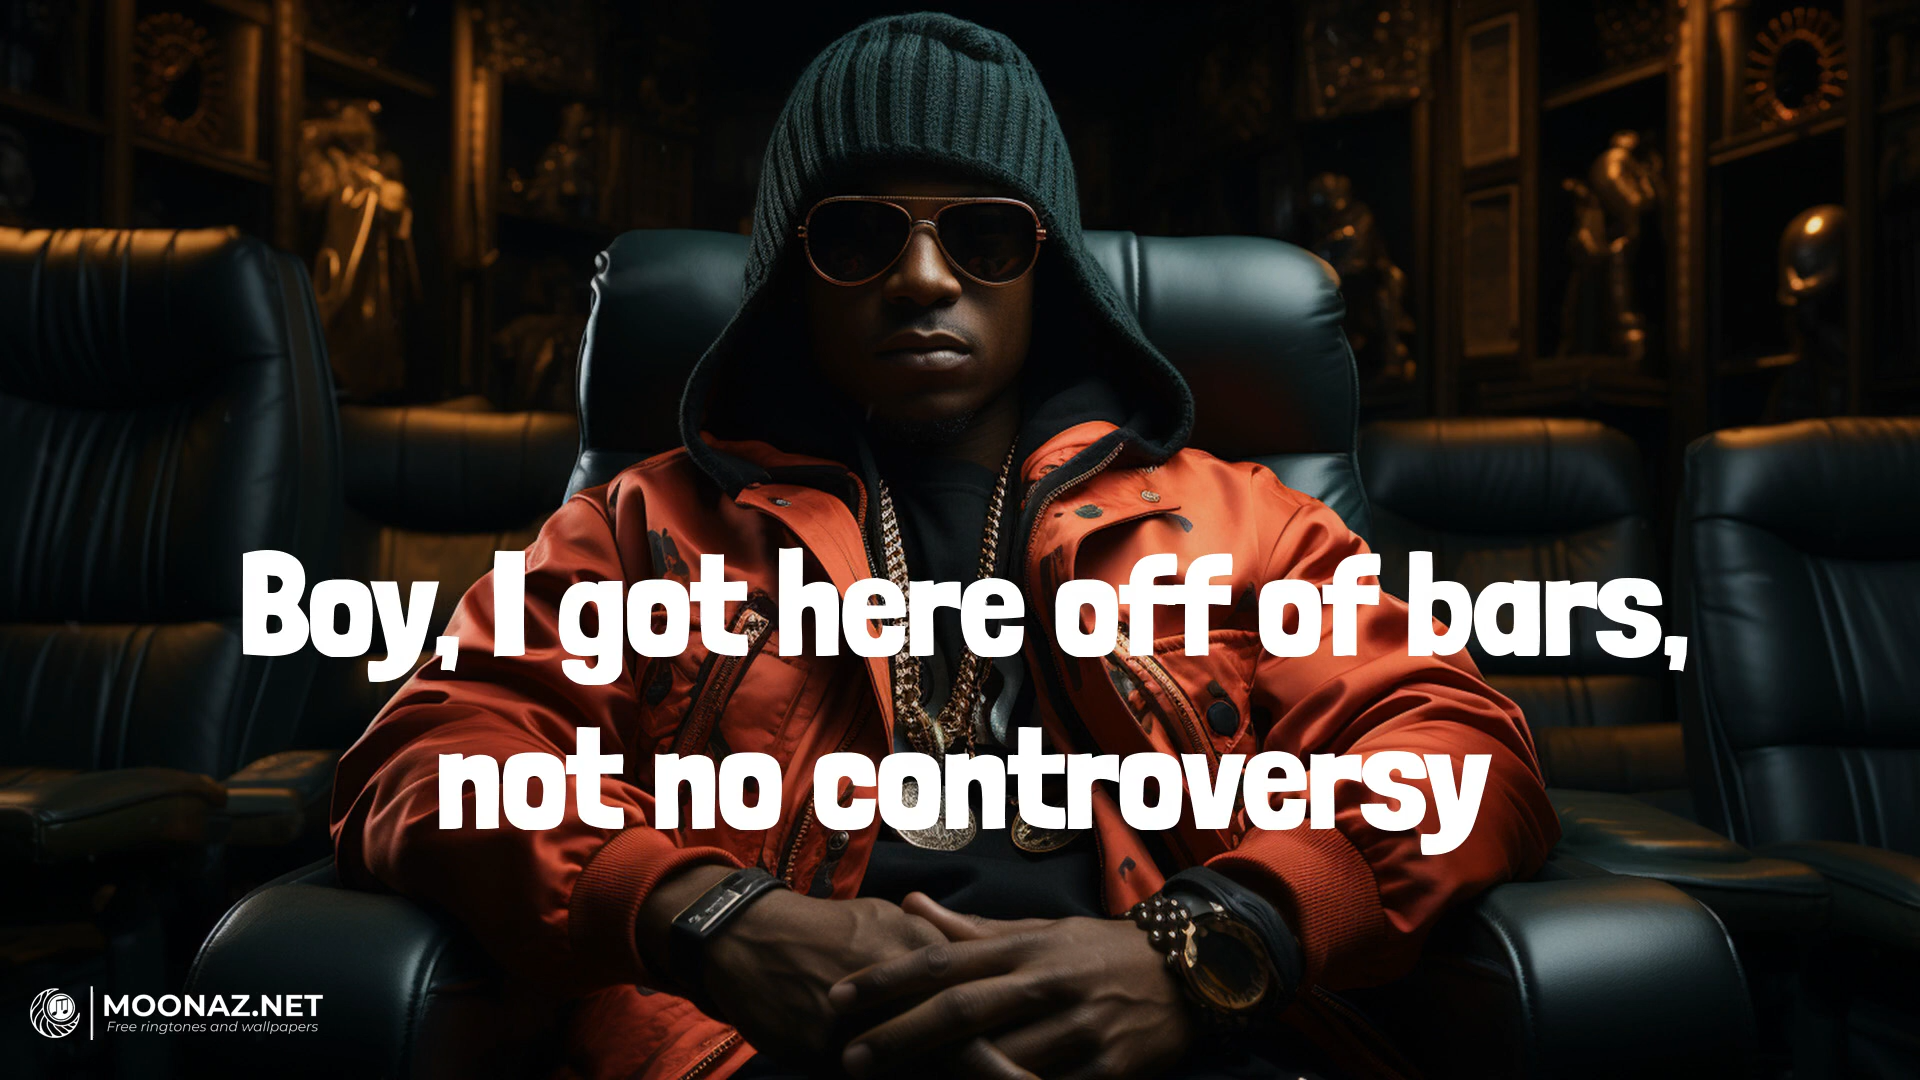 Boy, I got here off of bars,
not no controversy
MOONAZ.NET
Free ringtones and wallpapers